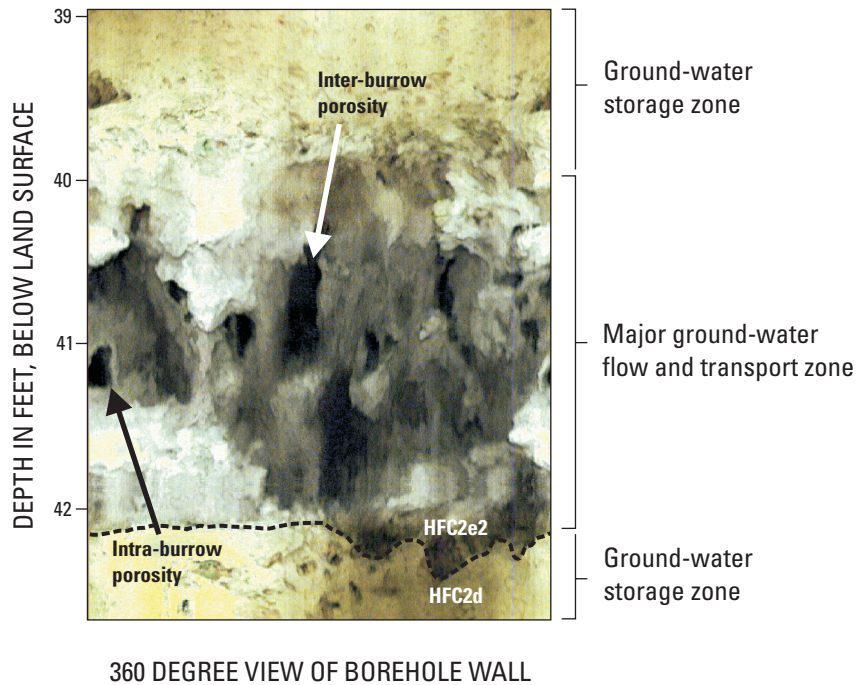 39
40
41
42
DEPTH IN FEET, BELOW LAND SURFACE
Inter-burrow
porosity
Intra-burrow
porosity
HFC2e2
HFC2d
Ground-water
storage zone
Major ground-water
flow and transport zone
Ground-water
storage zone
360 DEGREE VIEW OF BOREHOLE WALL